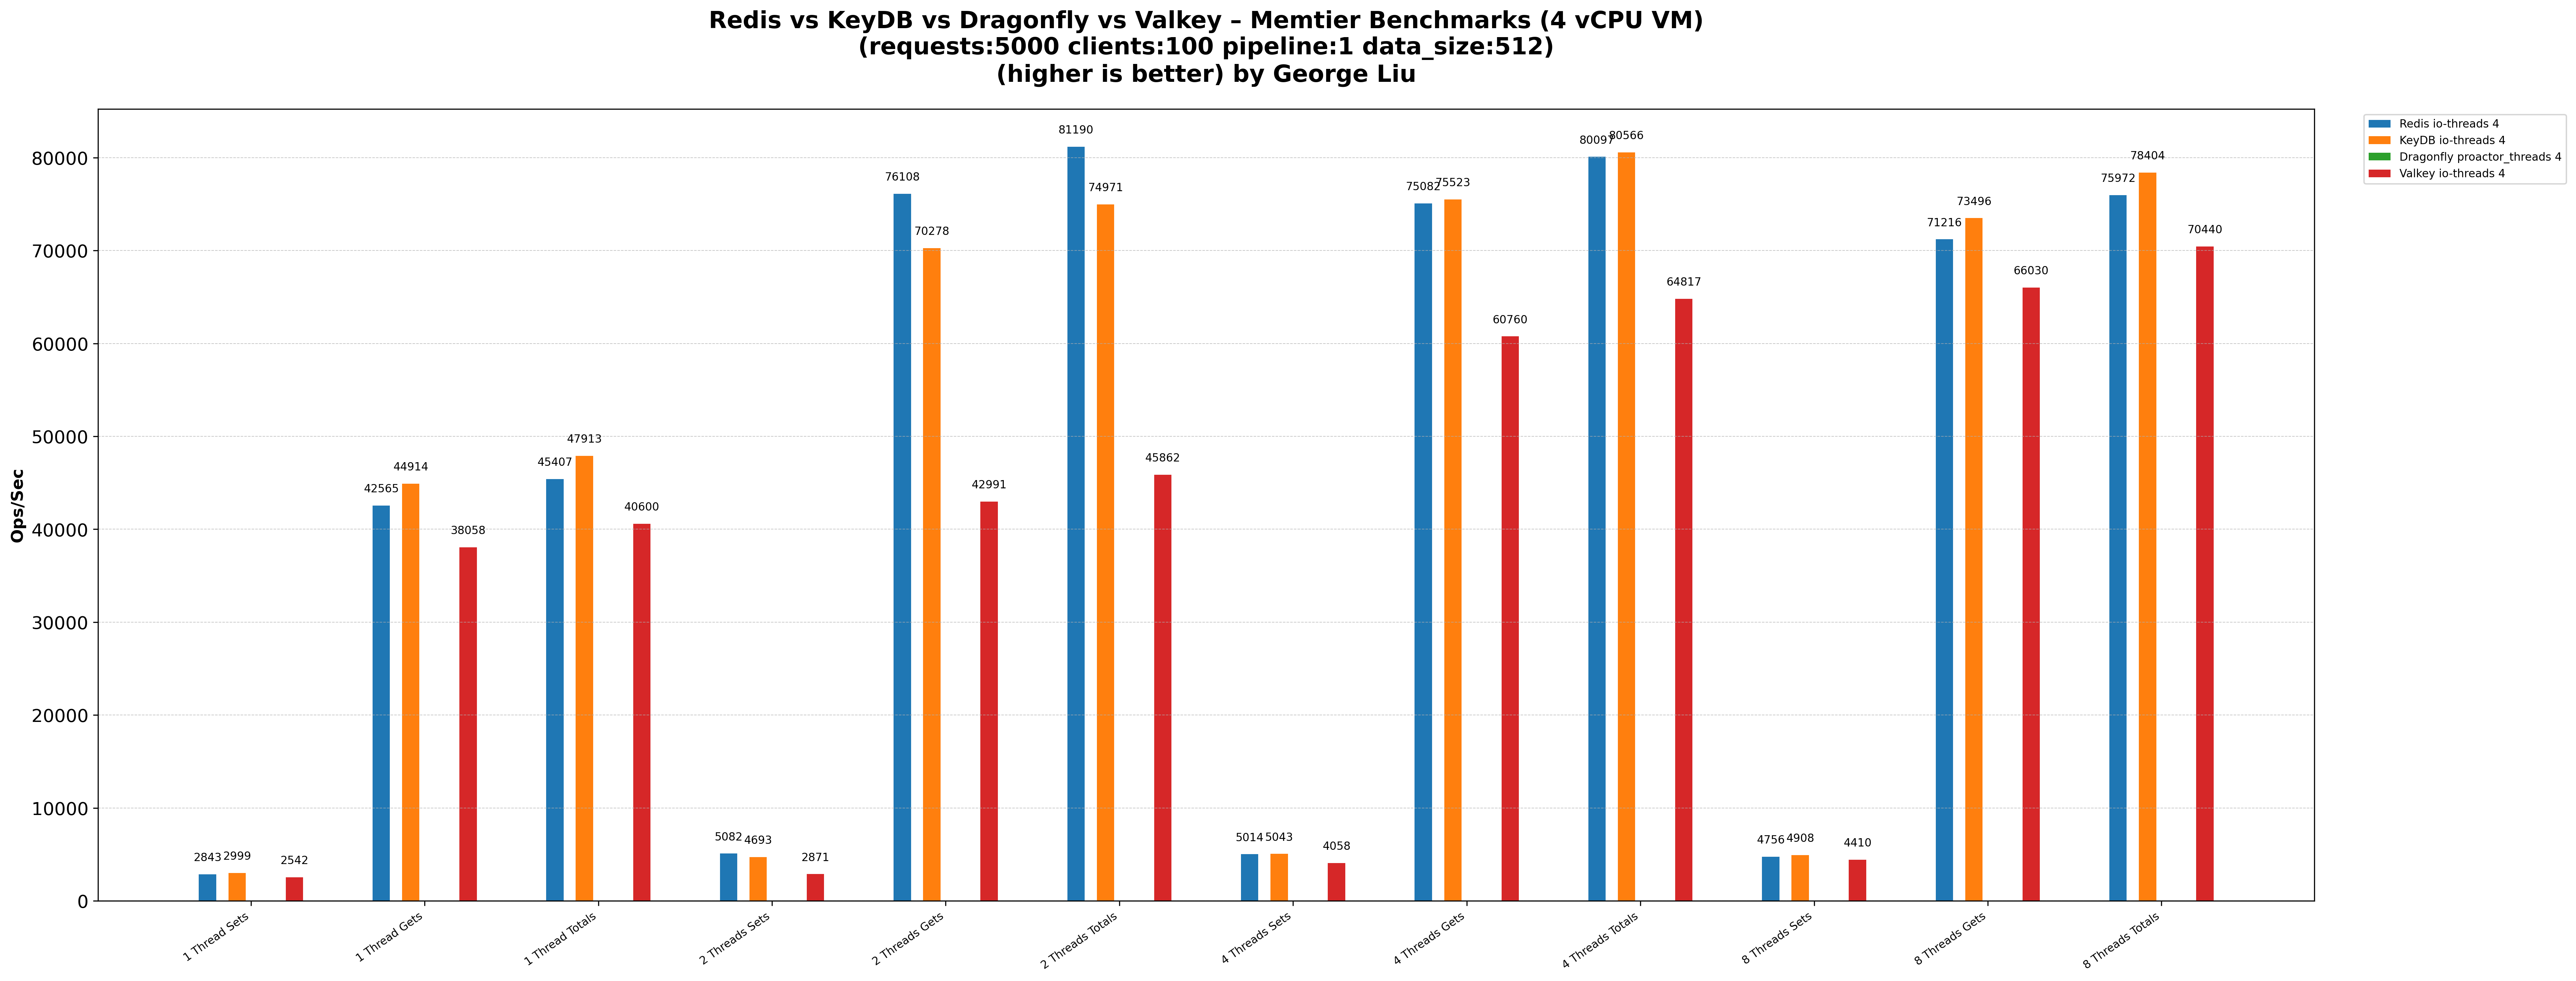 Redis vs KeyDB vs Dragonfly vs Valkey – Memtier Benchmarks (4 vCPU VM)
(requests:5000 clients:100 pipeline:1 data_size:512)
(higher is better) by George Liu
Redis io-threads 4
KeyDB io-threads 4
Dragonfly proactor_threads 4
Valkey io-threads 4
Ops/Sec
80000
70000
60000
50000
40000
30000
20000
10000
0
2843 2999 2542
42565 44914 38058
45407 47913 40600
5082 4693 2871
76108 70278 42991
81190 74971 45862
5014 5043 4058
75082 75523 60760
80097 80566 64817
4756 4908 4410
71216 73496 66030
75972 78404 70440
1 Thread Sets
1 Thread Gets
1 Thread Totals
2 Threads Sets
2 Threads Gets
2 Threads Totals
4 Threads Sets
4 Threads Gets
4 Threads Totals
8 Threads Sets
8 Threads Gets
8 Threads Totals